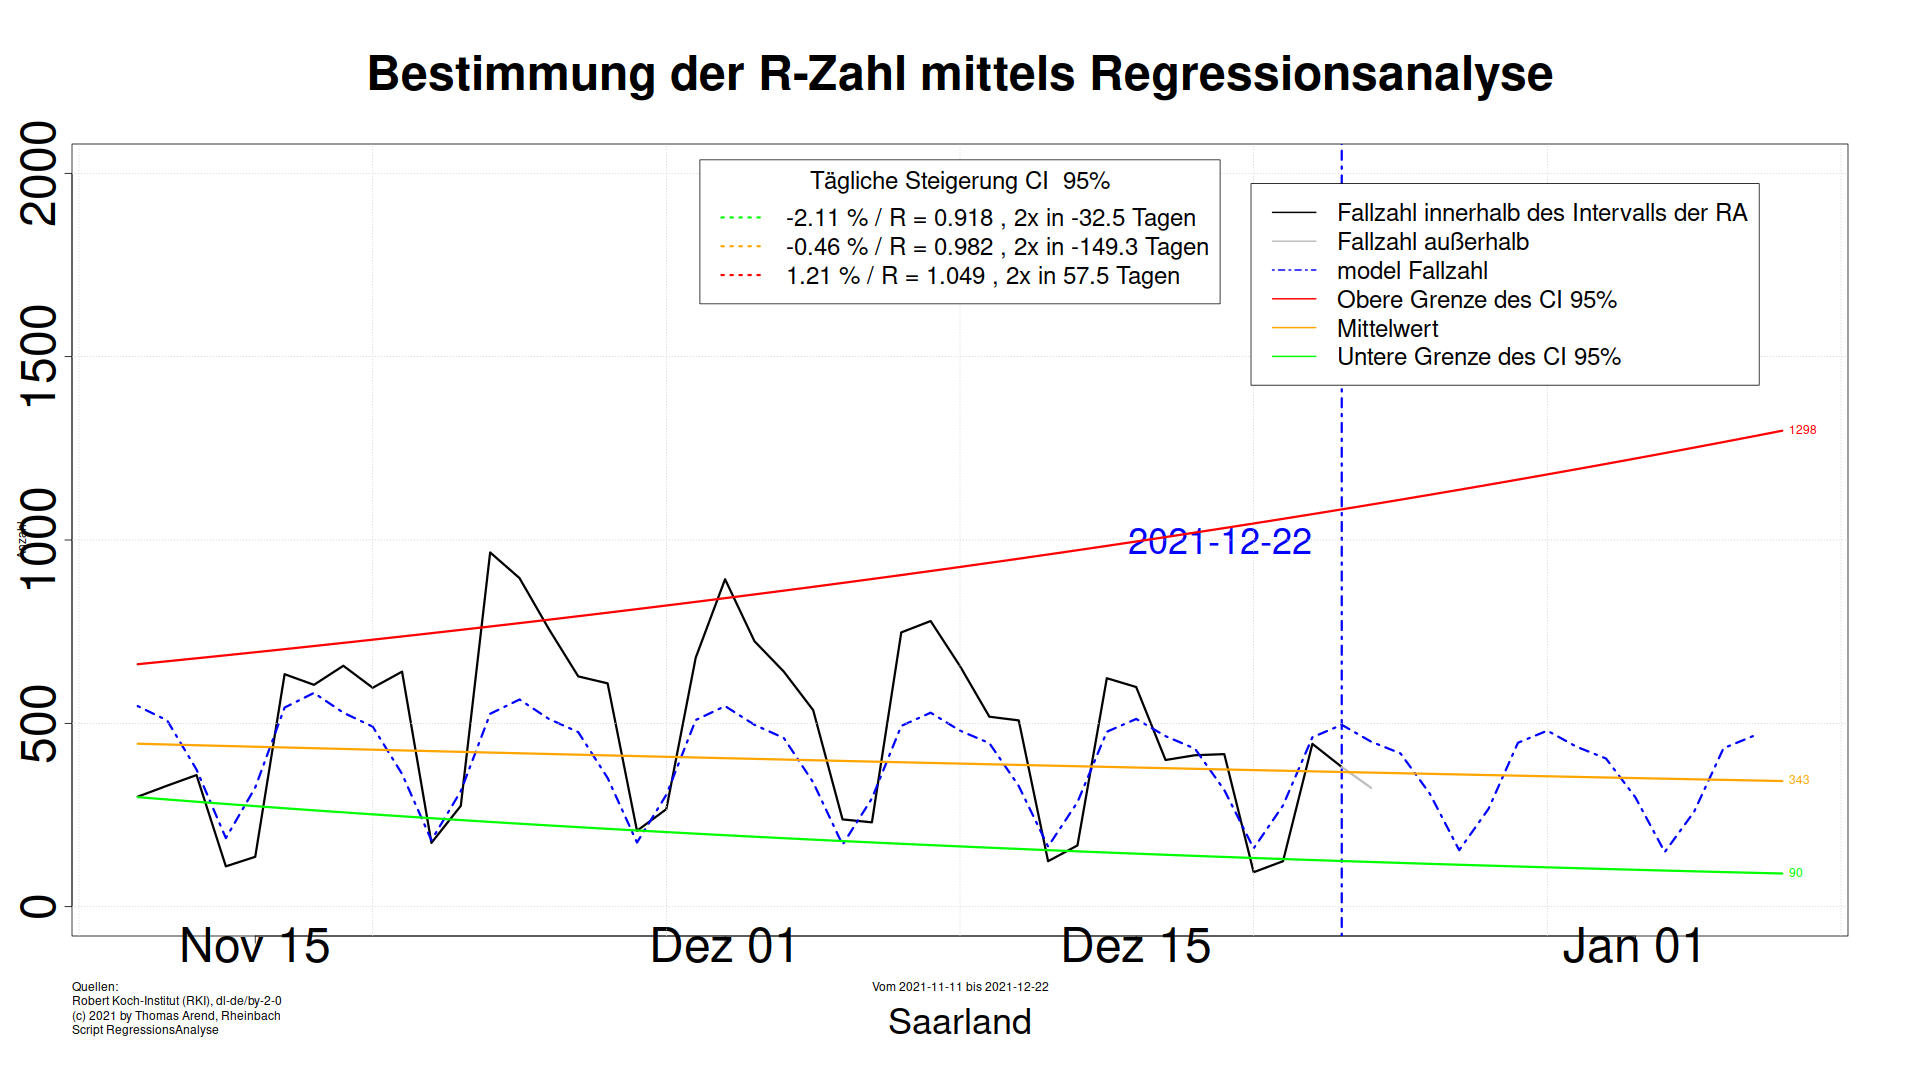 Bestimmung der R-Zahl mittels Regressionsanalyse
2000
1500
1000
500
0
Anzahl
Tägliche Steigerung CI  95%
-2.11 % / R = 0.918 , 2x in -32.5 Tagen
-0.46 % / R = 0.982 , 2x in -149.3 Tagen
1.21 % / R = 1.049 , 2x in 57.5 Tagen
Fallzahl innerhalb des Intervalls der RA
Fallzahl außerhalb
model Fallzahl
Obere Grenze des CI 95%
Mittelwert
Untere Grenze des CI 95%
1298
2021-12-22
343
90
Nov 15
Dez 01
Dez 15
Jan 01
Quellen:
Robert Koch-Institut (RKI), dl-de/by-2-0
(c) 2021 by Thomas Arend, Rheinbach
Script RegressionsAnalyse
Vom 2021-11-11 bis 2021-12-22
Saarland